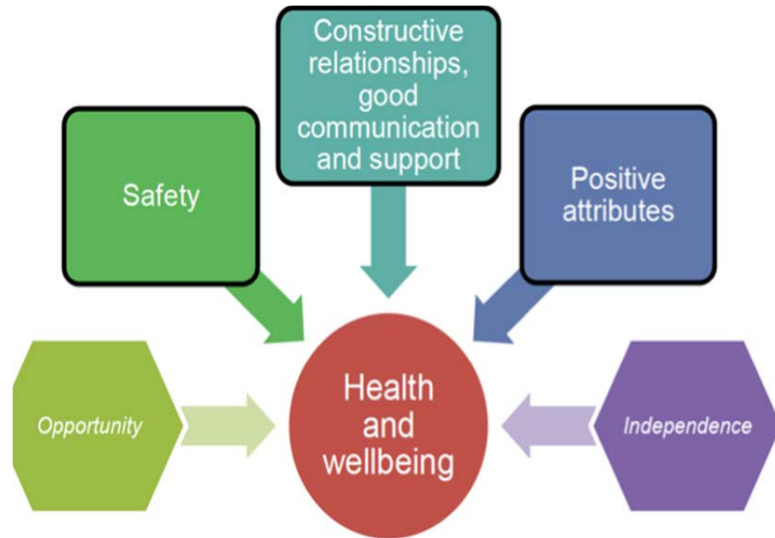 Constructive
relationships,
good
communication
and support
Safety
Positive
attributes
Opportunity
Health
and
wellbeing
Independence